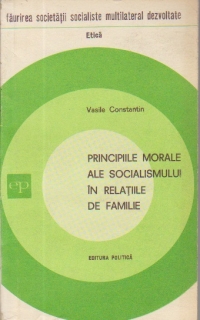 făurirea societății socialiste multilateral dezvoltate
Etică
Vasile Constantin
PRINCIPIILE MORALE
ALE SOCIALISMULUI
ÎN RELAȚIILE
DE FAMILIE
ep
EDITURA POLITICĂ